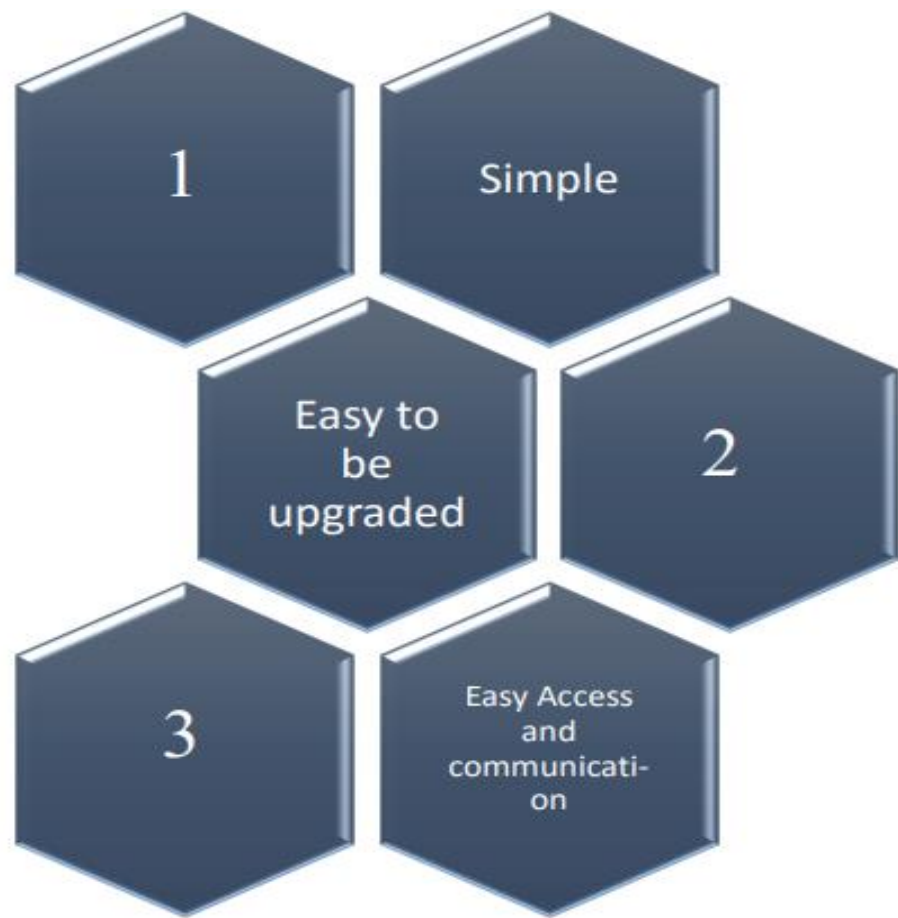 1
Simple
Easy to
be
upgraded
2
3
Easy Access
and
communicati-
on